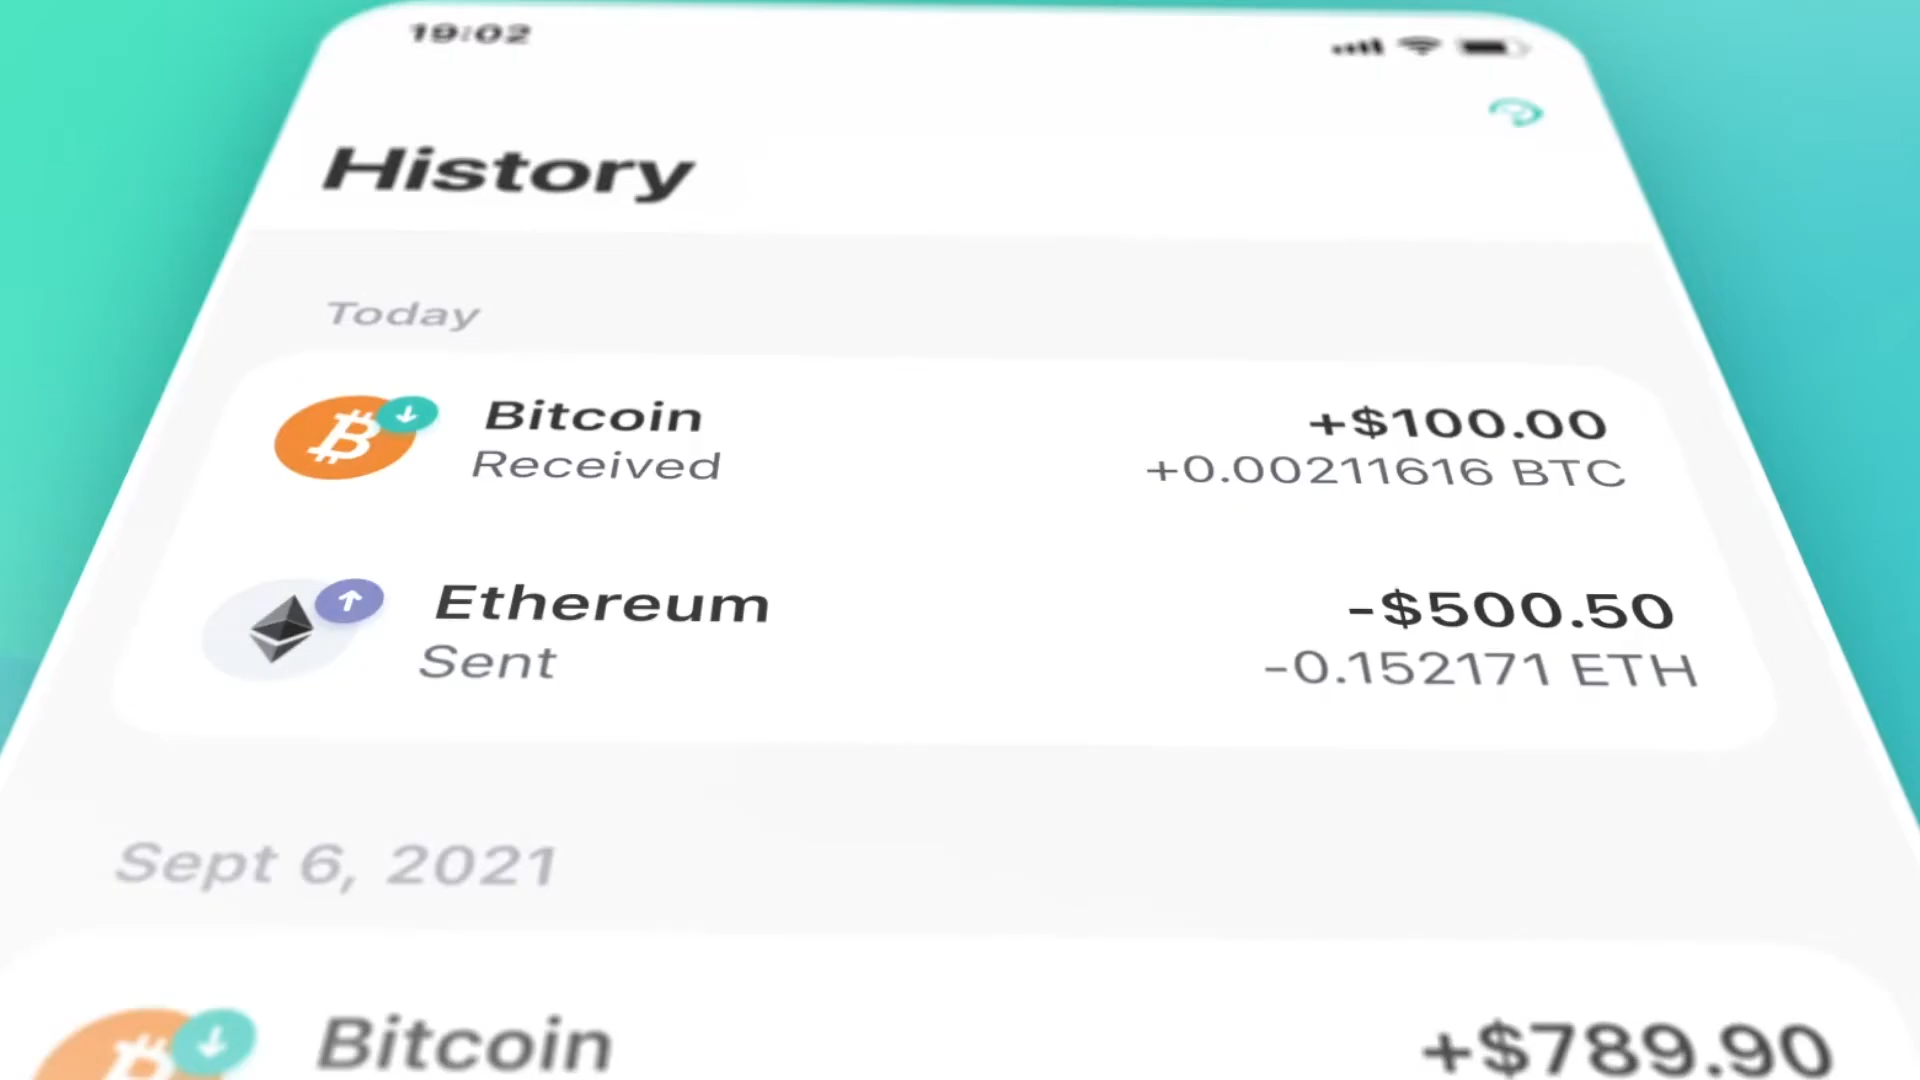 19:02
History
Today
Bitcoin
+$100.00
Received
+0.00211616 BTC
Ethereum
-$500.50
Sent
-0.152171 ETH
Sept 6, 2021
Bitcoin
+$789.90